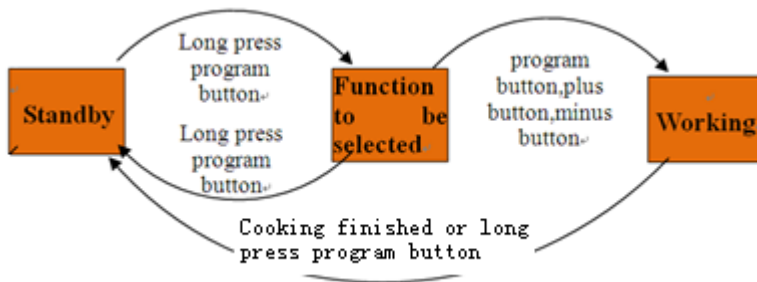 Long press
program
button
Standby
Long press
program
button
Function
to be
selected
program
button,plus
button,minus
button
Working
Cooking finished or long
press program button